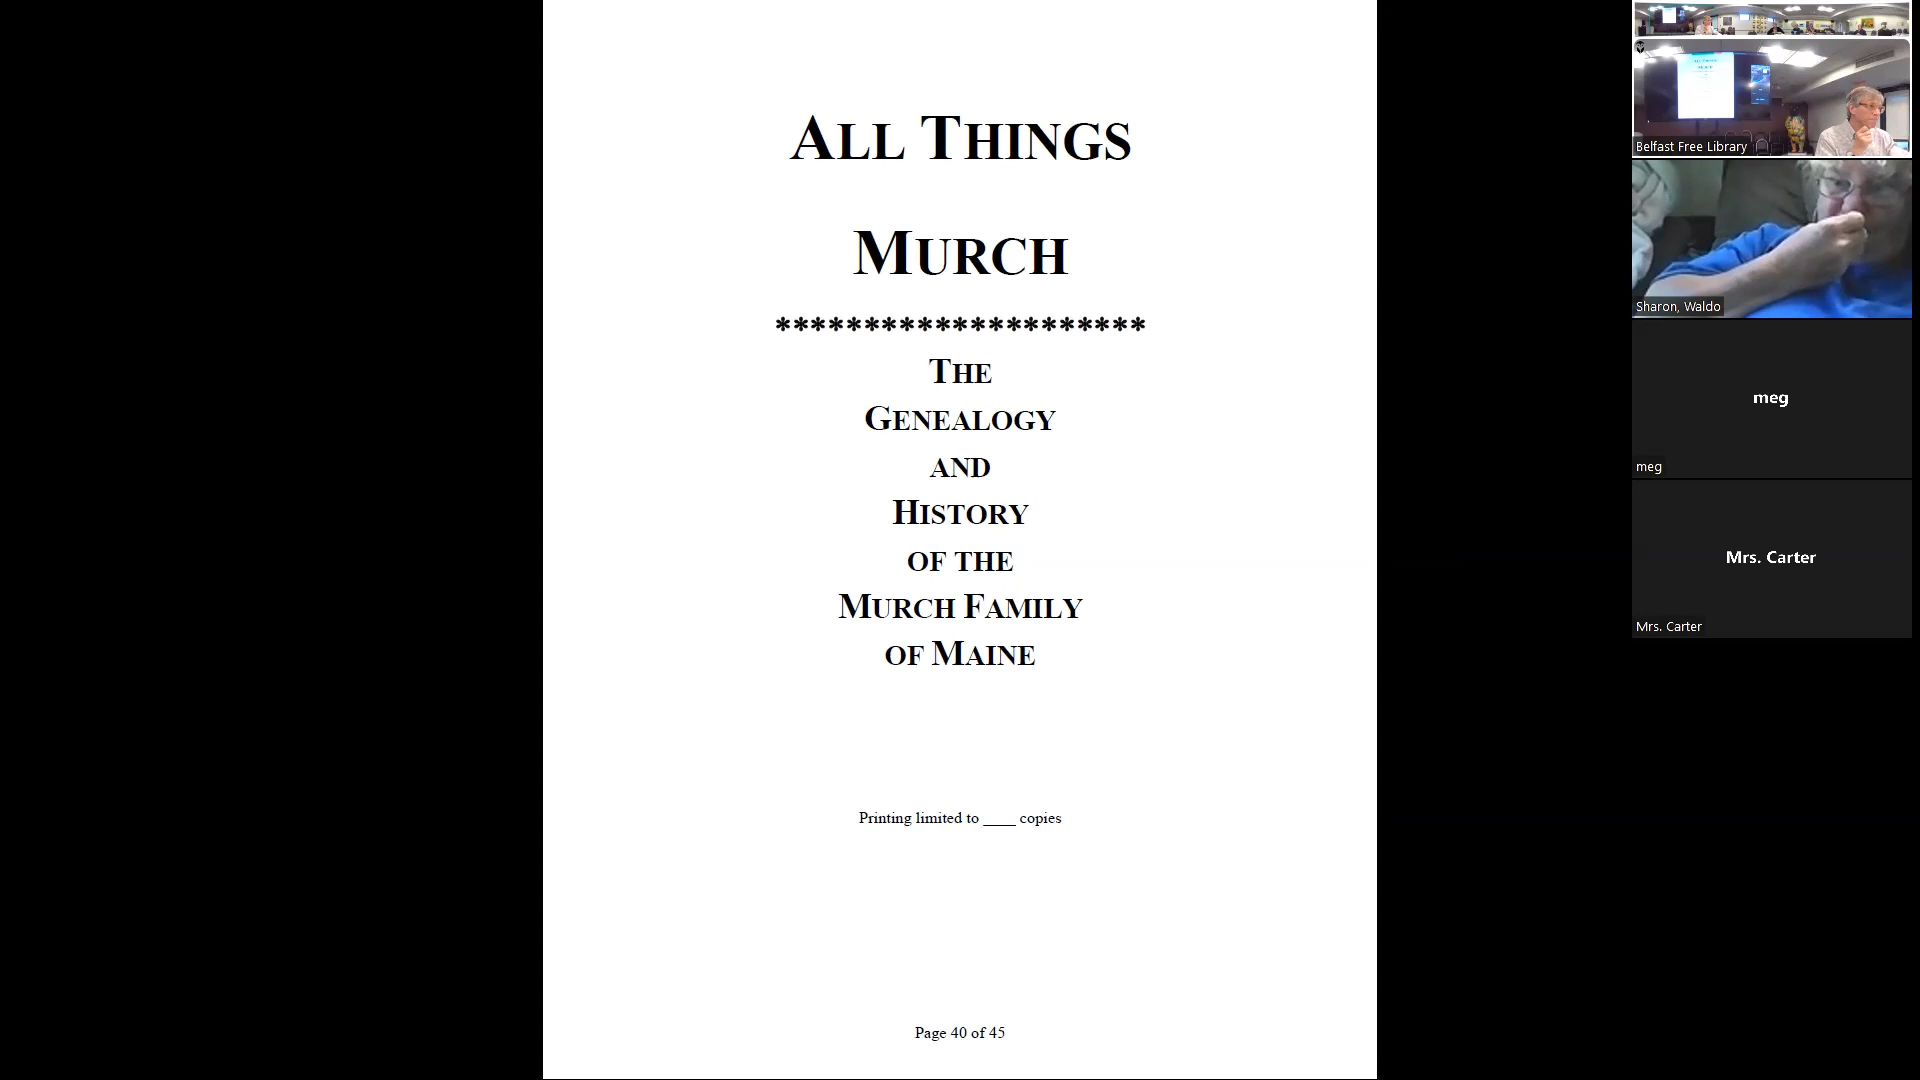 ALL THINGS
MURCH
*********************
THE
GENEALOGY
AND
HISTORY
OF THE
MURCH FAMILY
OF MAINE
Printing limited to ____ copies
Page 40 of 45
Belfast Free Library
Sharon, Waldo
meg
meg
Mrs. Carter
Mrs. Carter